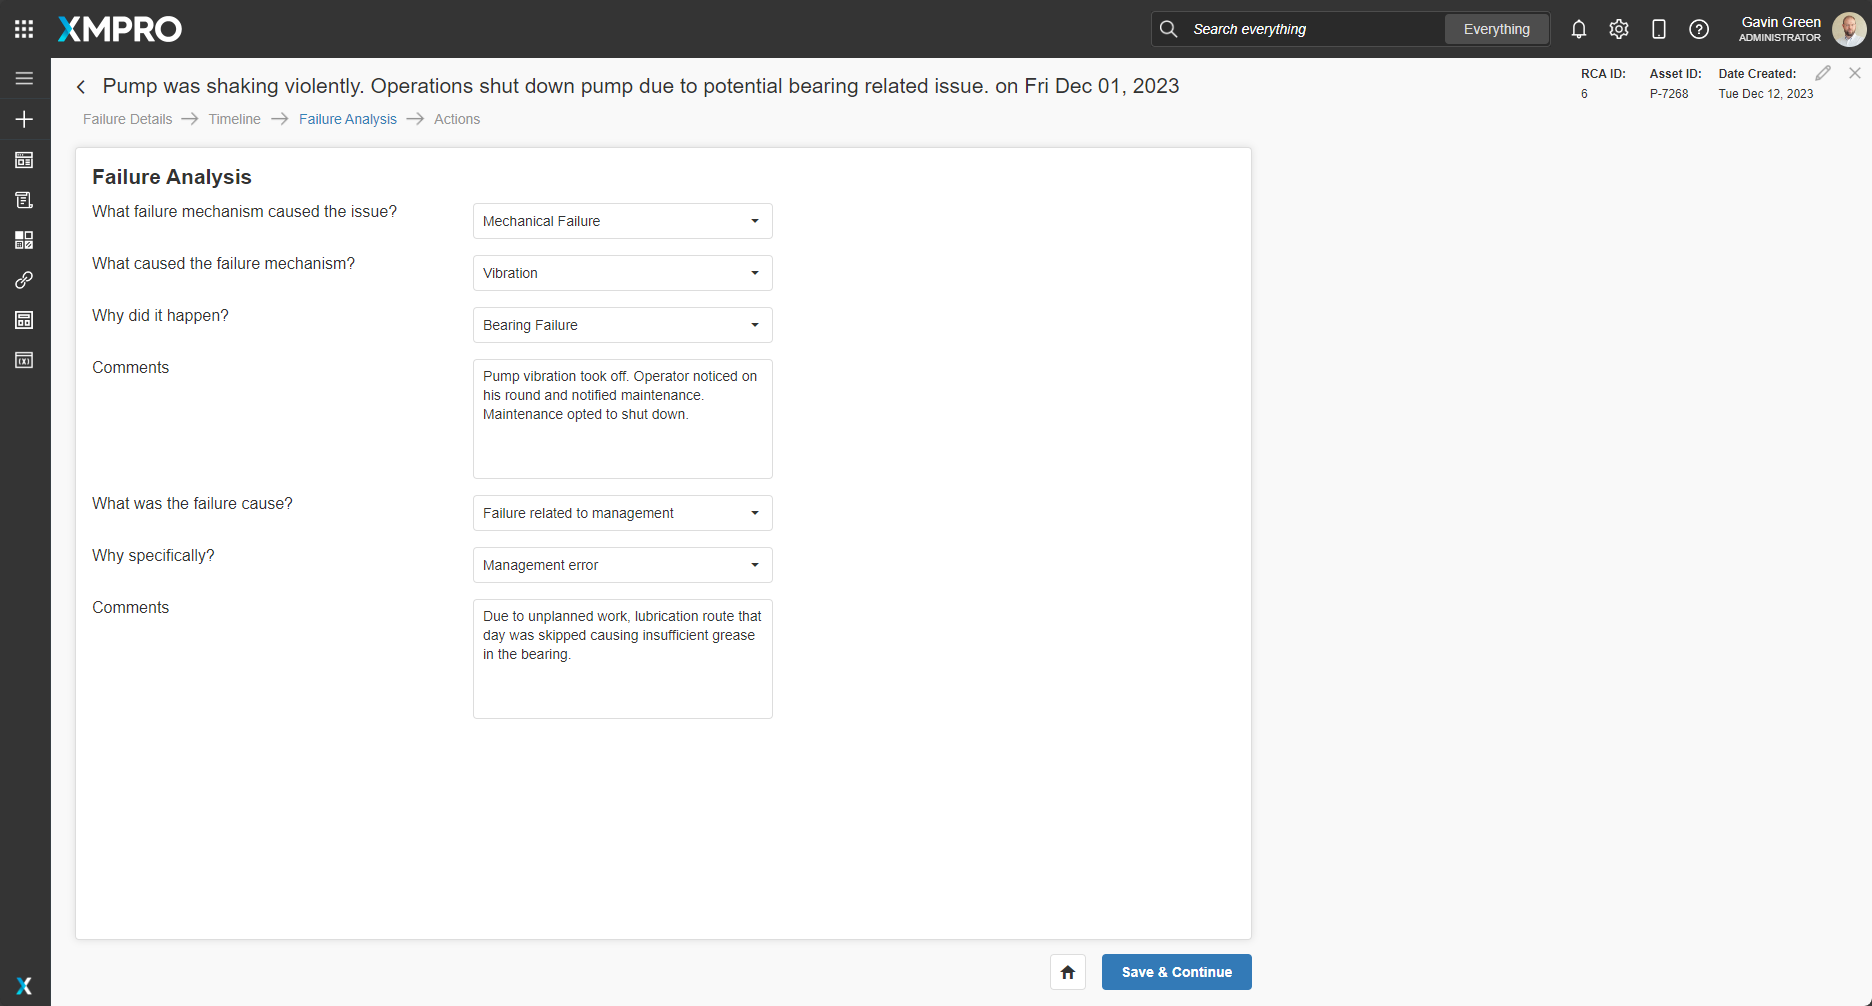 XMPRO
Search everything
Everything
Gavin Green
ADMINISTRATOR
Pump was shaking violently. Operations shut down pump due to potential bearing related issue. on Fri Dec 01, 2023
RCA ID:
6
Asset ID:
P-7268
Date Created:
Tue Dec 12, 2023
Failure Details → Timeline → Failure Analysis → Actions
Failure Analysis
What failure mechanism caused the issue?
Mechanical Failure
What caused the failure mechanism?
Vibration
Why did it happen?
Bearing Failure
Comments
Pump vibration took off. Operator noticed on
his round and notified maintenance.
Maintenance opted to shut down.
What was the failure cause?
Failure related to management
Why specifically?
Management error
Comments
Due to unplanned work, lubrication route that
day was skipped causing insufficient grease
in the bearing.
Save & Continue